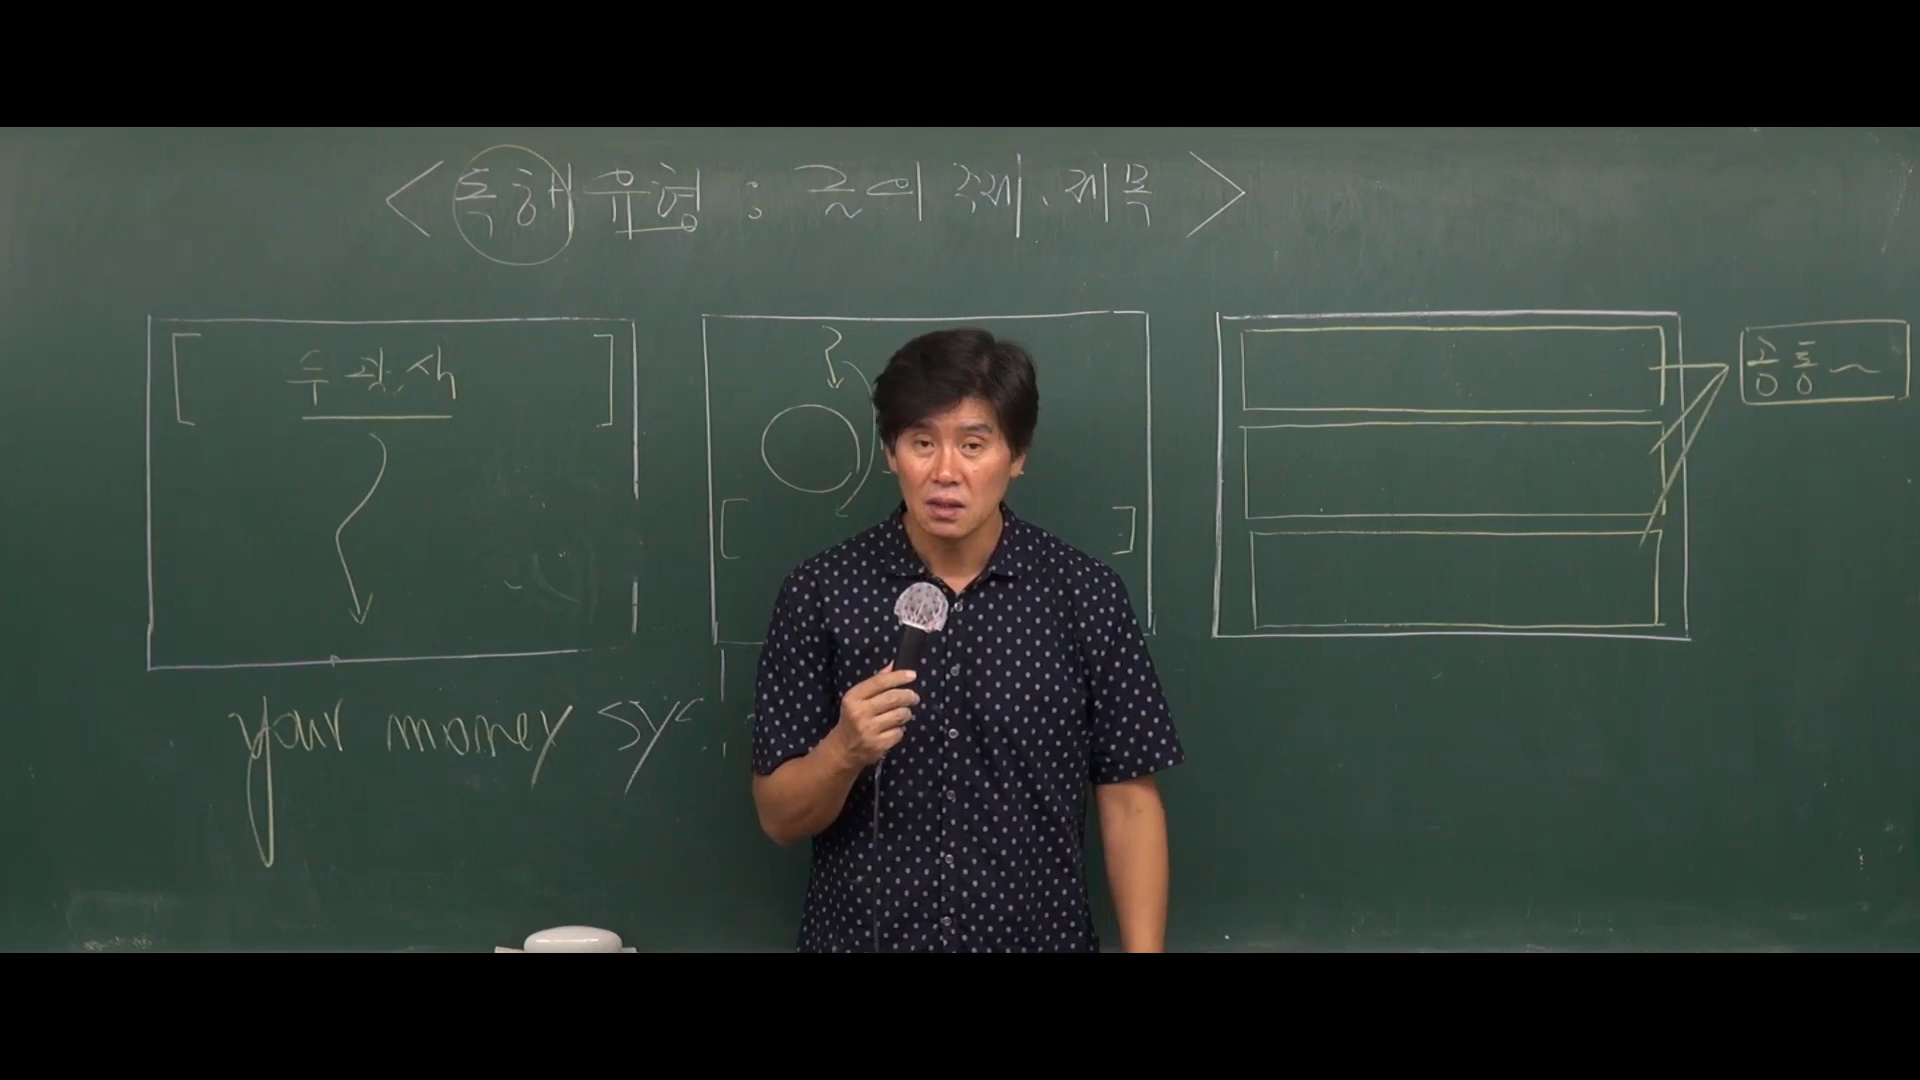 <독해 유형 : 글의 주제, 제목>
두괄식
공통~
your money sy